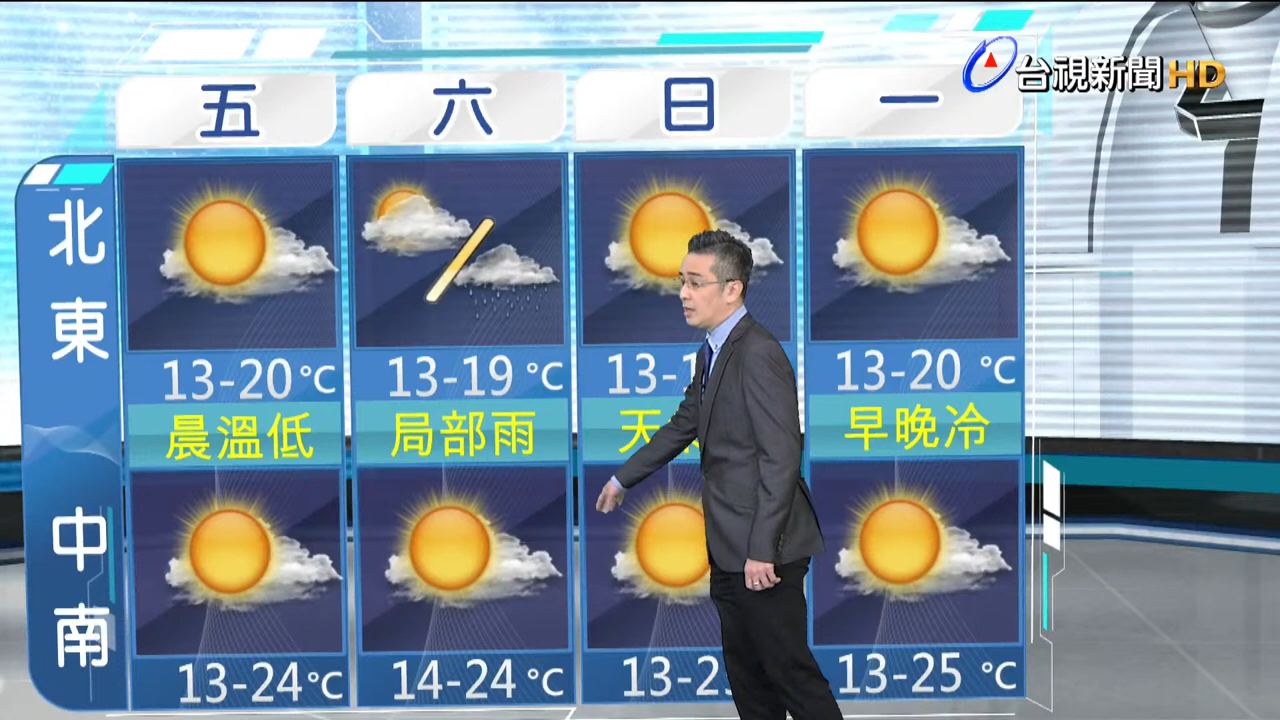 台視新聞HD
五 六 日 一
北東
13-20℃ 13-19℃ 13-1 13-20℃
晨溫低 局部雨 天 早晚冷
中南
13-24℃ 14-24℃ 13-2 13-25℃